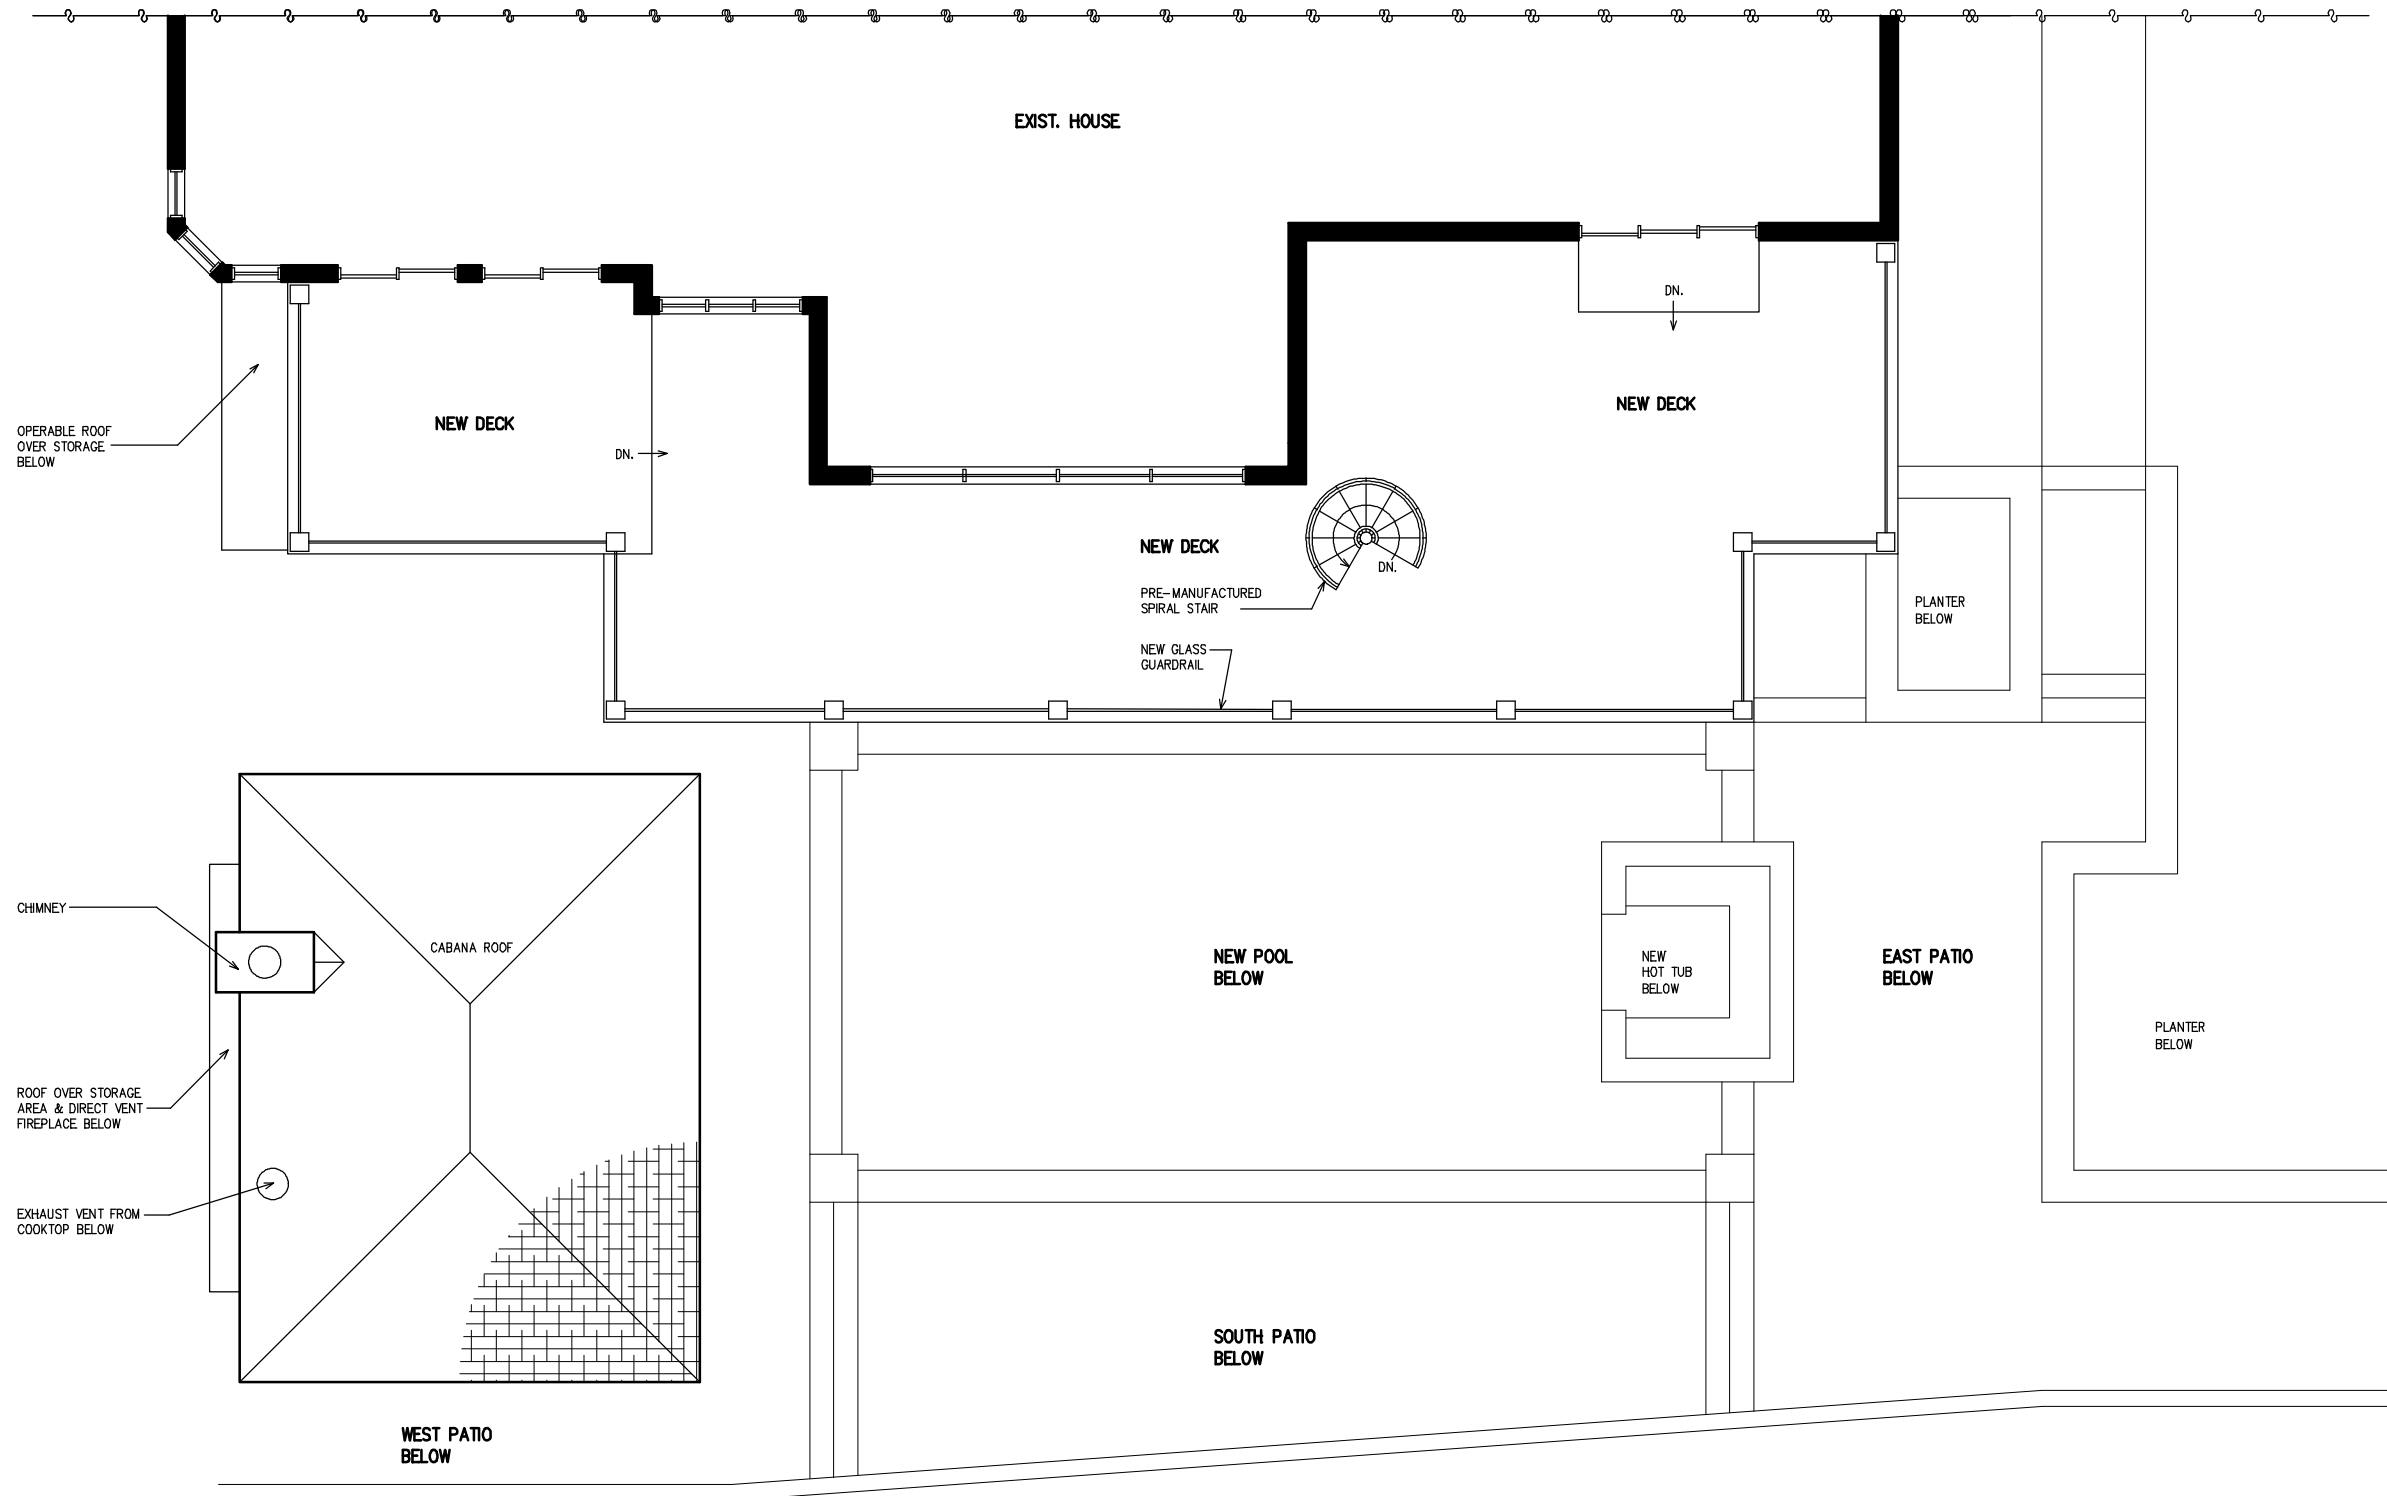 EXIST. HOUSE
DN.
NEW DECK
NEW DECK
OPERABLE ROOF
OVER STORAGE
BELOW
DN.
NEW DECK
DN.
PRE-MANUFACTURED
SPIRAL STAIR
PLANTER
BELOW
NEW GLASS
GUARDRAIL
CHIMNEY
CABANA ROOF
NEW POOL
BELOW
NEW
HOT TUB
BELOW
EAST PATIO
BELOW
PLANTER
BELOW
ROOF OVER STORAGE
AREA & DIRECT VENT
FIREPLACE BELOW
EXHAUST VENT FROM
COOKTOP BELOW
SOUTH PATIO
BELOW
WEST PATIO
BELOW